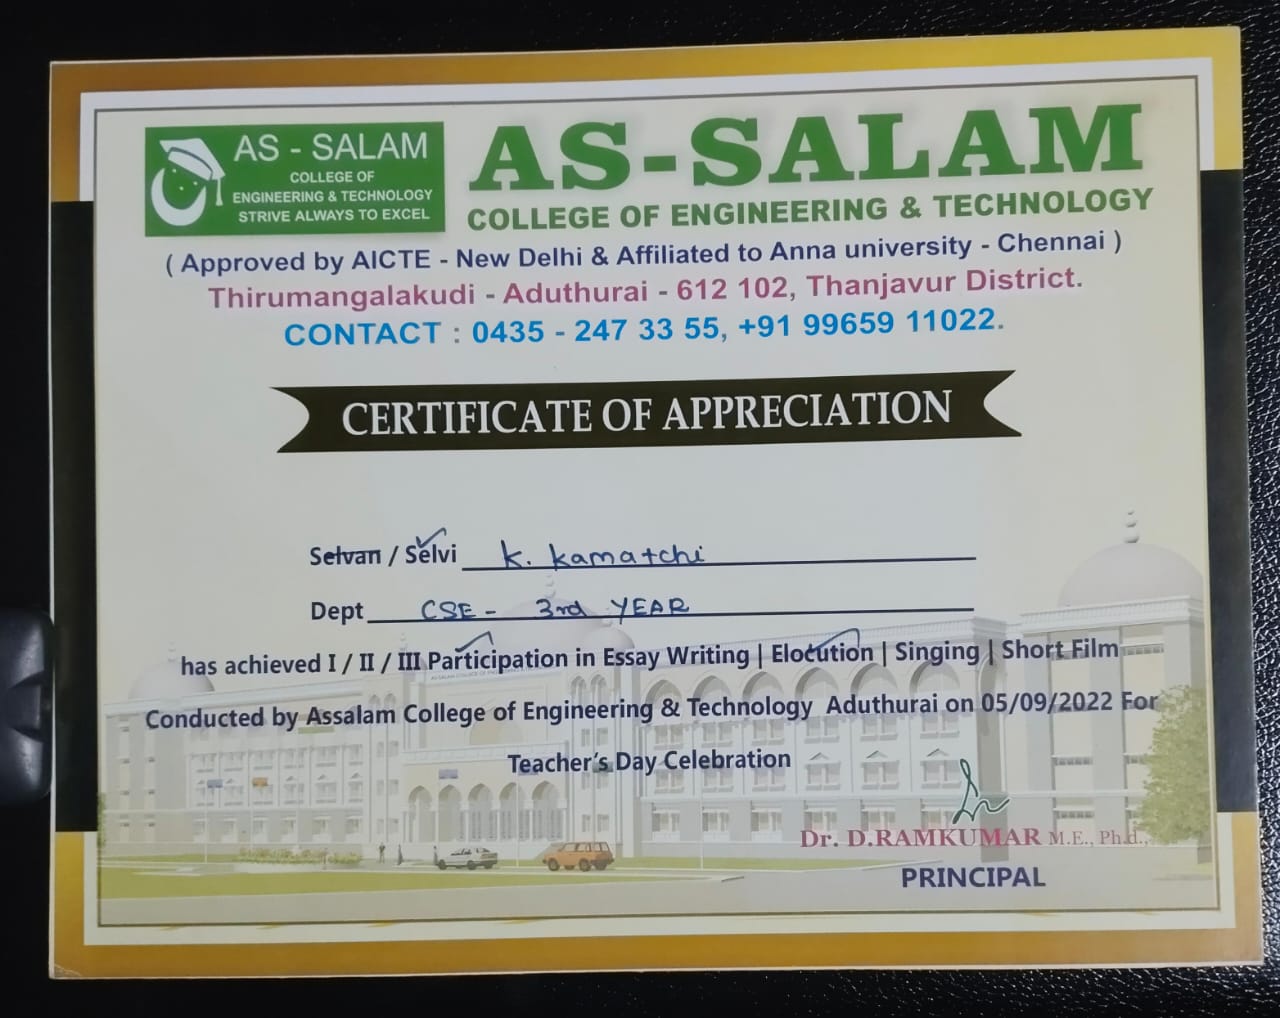 AS - SALAM
COLLEGE OF
ENGINEERING & TECHNOLOGY
STRIVE ALWAYS TO EXCEL
AS-SALAM
COLLEGE OF ENGINEERING & TECHNOLOGY
( Approved by AICTE - New Delhi & Affiliated to Anna university - Chennai )
Thirumangalakudi - Aduthurai - 612 102, Thanjavur District.
CONTACT : 0435 - 247 33 55, +91 99659 11022.
CERTIFICATE OF APPRECIATION
Selvan / Selvi K. Kamatchi
Dept CSE - 3rd YEAR
has achieved I / II / III Participation in Essay Writing | Elocution | Singing | Short Film
Conducted by Assalam College of Engineering & Technology Aduthurai on 05/09/2022 For
Teacher's Day Celebration
Dr. D.RAMKUMAR M.E., Ph.d.,
PRINCIPAL